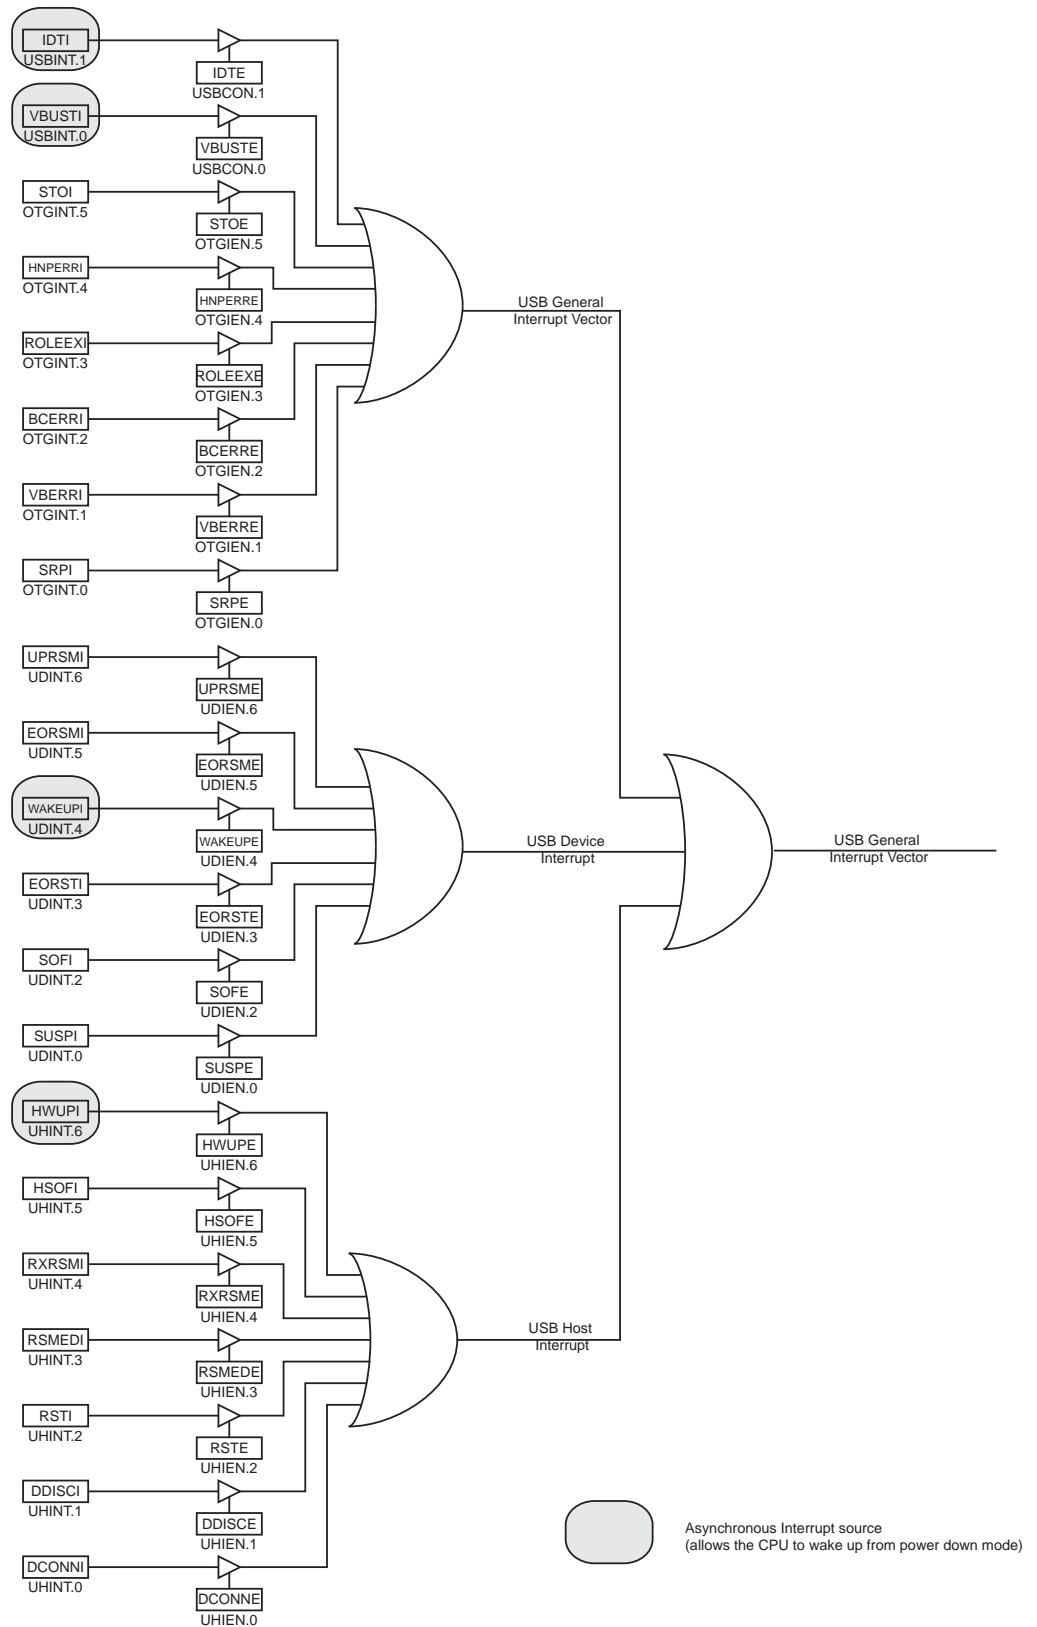 IDTI
USBINT.1
IDTE
USBCON.1
VBUSTI
USBINT.0
VBUSTE
USBCON.0
STOI
OTGINT.5
STOE
OTGIEN.5
HNPERRI
OTGINT.4
HNPERRE
OTGIEN.4
USB General
Interrupt Vector
ROLEEXI
OTGINT.3
ROLEEXE
OTGIEN.3
BCERRI
OTGINT.2
BCERRE
OTGIEN.2
VBERRI
OTGINT.1
VBERRE
OTGIEN.1
SRPI
OTGINT.0
SRPE
OTGIEN.0
UPRSMI
UDINT.6
UPRSME
UDIEN.6
EORSMI
UDINT.5
EORSME
UDIEN.5
WAKEUPI
UDINT.4
WAKEUPE
UDIEN.4
USB Device
Interrupt
USB General
Interrupt Vector
EORSTI
UDINT.3
EORSTE
UDIEN.3
SOFI
UDINT.2
SOFE
UDIEN.2
SUSPI
UDINT.0
SUSPE
UDIEN.0
HWUPI
UHINT.6
HWUPE
UHIEN.6
HSOFI
UHINT.5
HSOFE
UHIEN.5
RXRSMI
UHINT.4
RXRSME
UHIEN.4
RSMEDI
UHINT.3
RSMEDE
UHIEN.3
USB Host
Interrupt
RSTI
UHINT.2
RSTE
UHIEN.2
DDISCI
UHINT.1
DDISCE
UHIEN.1
DCONNI
UHINT.0
DCONNE
UHIEN.0
Asynchronous Interrupt source
(allows the CPU to wake up from power down mode)